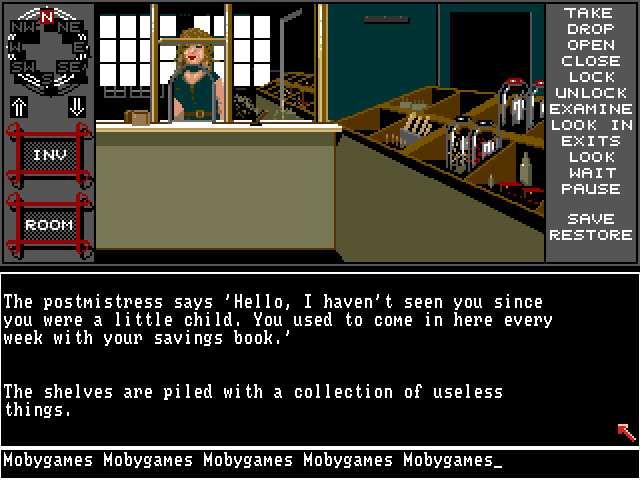 N
NW NE
W E
SW SE
S
INV
ROOM
TAKE
DROP
OPEN
CLOSE
LOCK
UNLOCK
EXAMINE
LOOK IN
EXITS
LOOK
WAIT
PAUSE
SAVE
RESTORE
The postmistress says 'Hello, I haven't seen you since
you were a little child. You used to come in here every
week with your savings book.'
The shelves are piled with a collection of useless
things.
Mobygames Mobygames Mobygames Mobygames Mobygames_